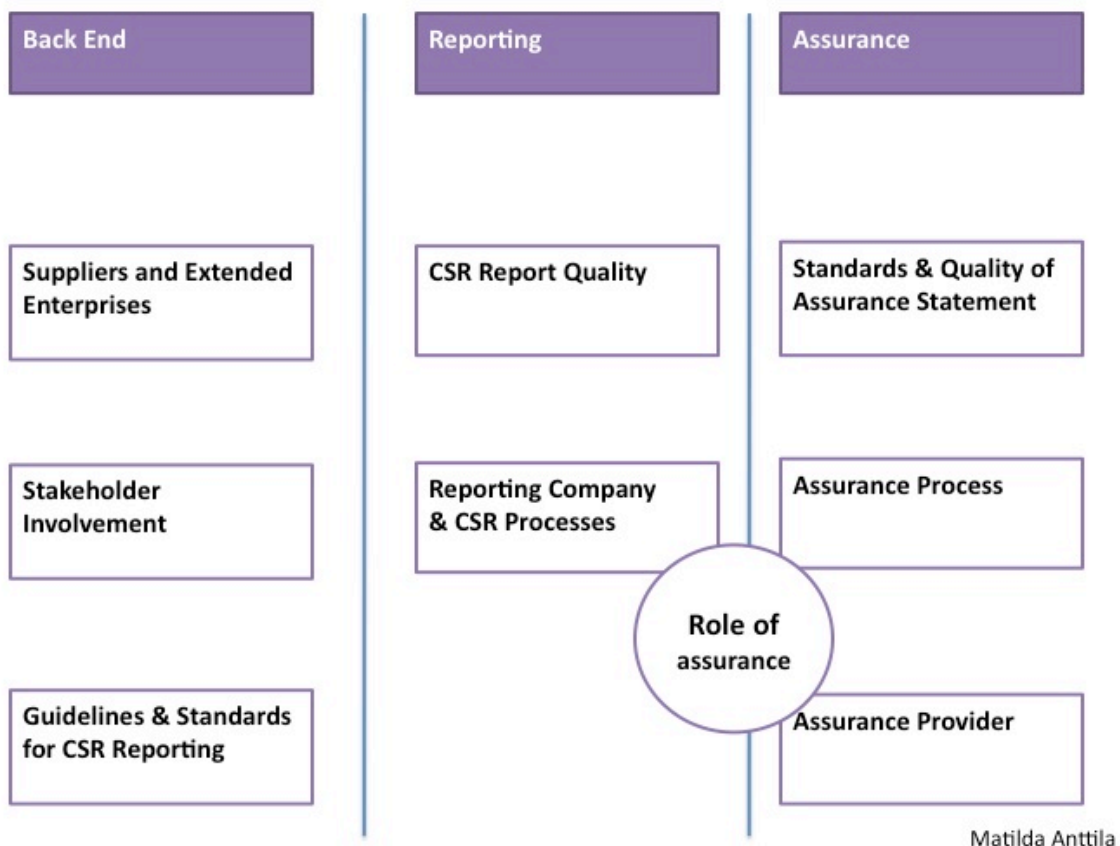 Back End
Reporting
Assurance
Suppliers and Extended
Enterprises
CSR Report Quality
Standards & Quality of
Assurance Statement
Stakeholder
Involvement
Reporting Company
& CSR Processes
Assurance Process
Role of
assurance
Guidelines & Standards
for CSR Reporting
Assurance Provider
Matilda Anttila